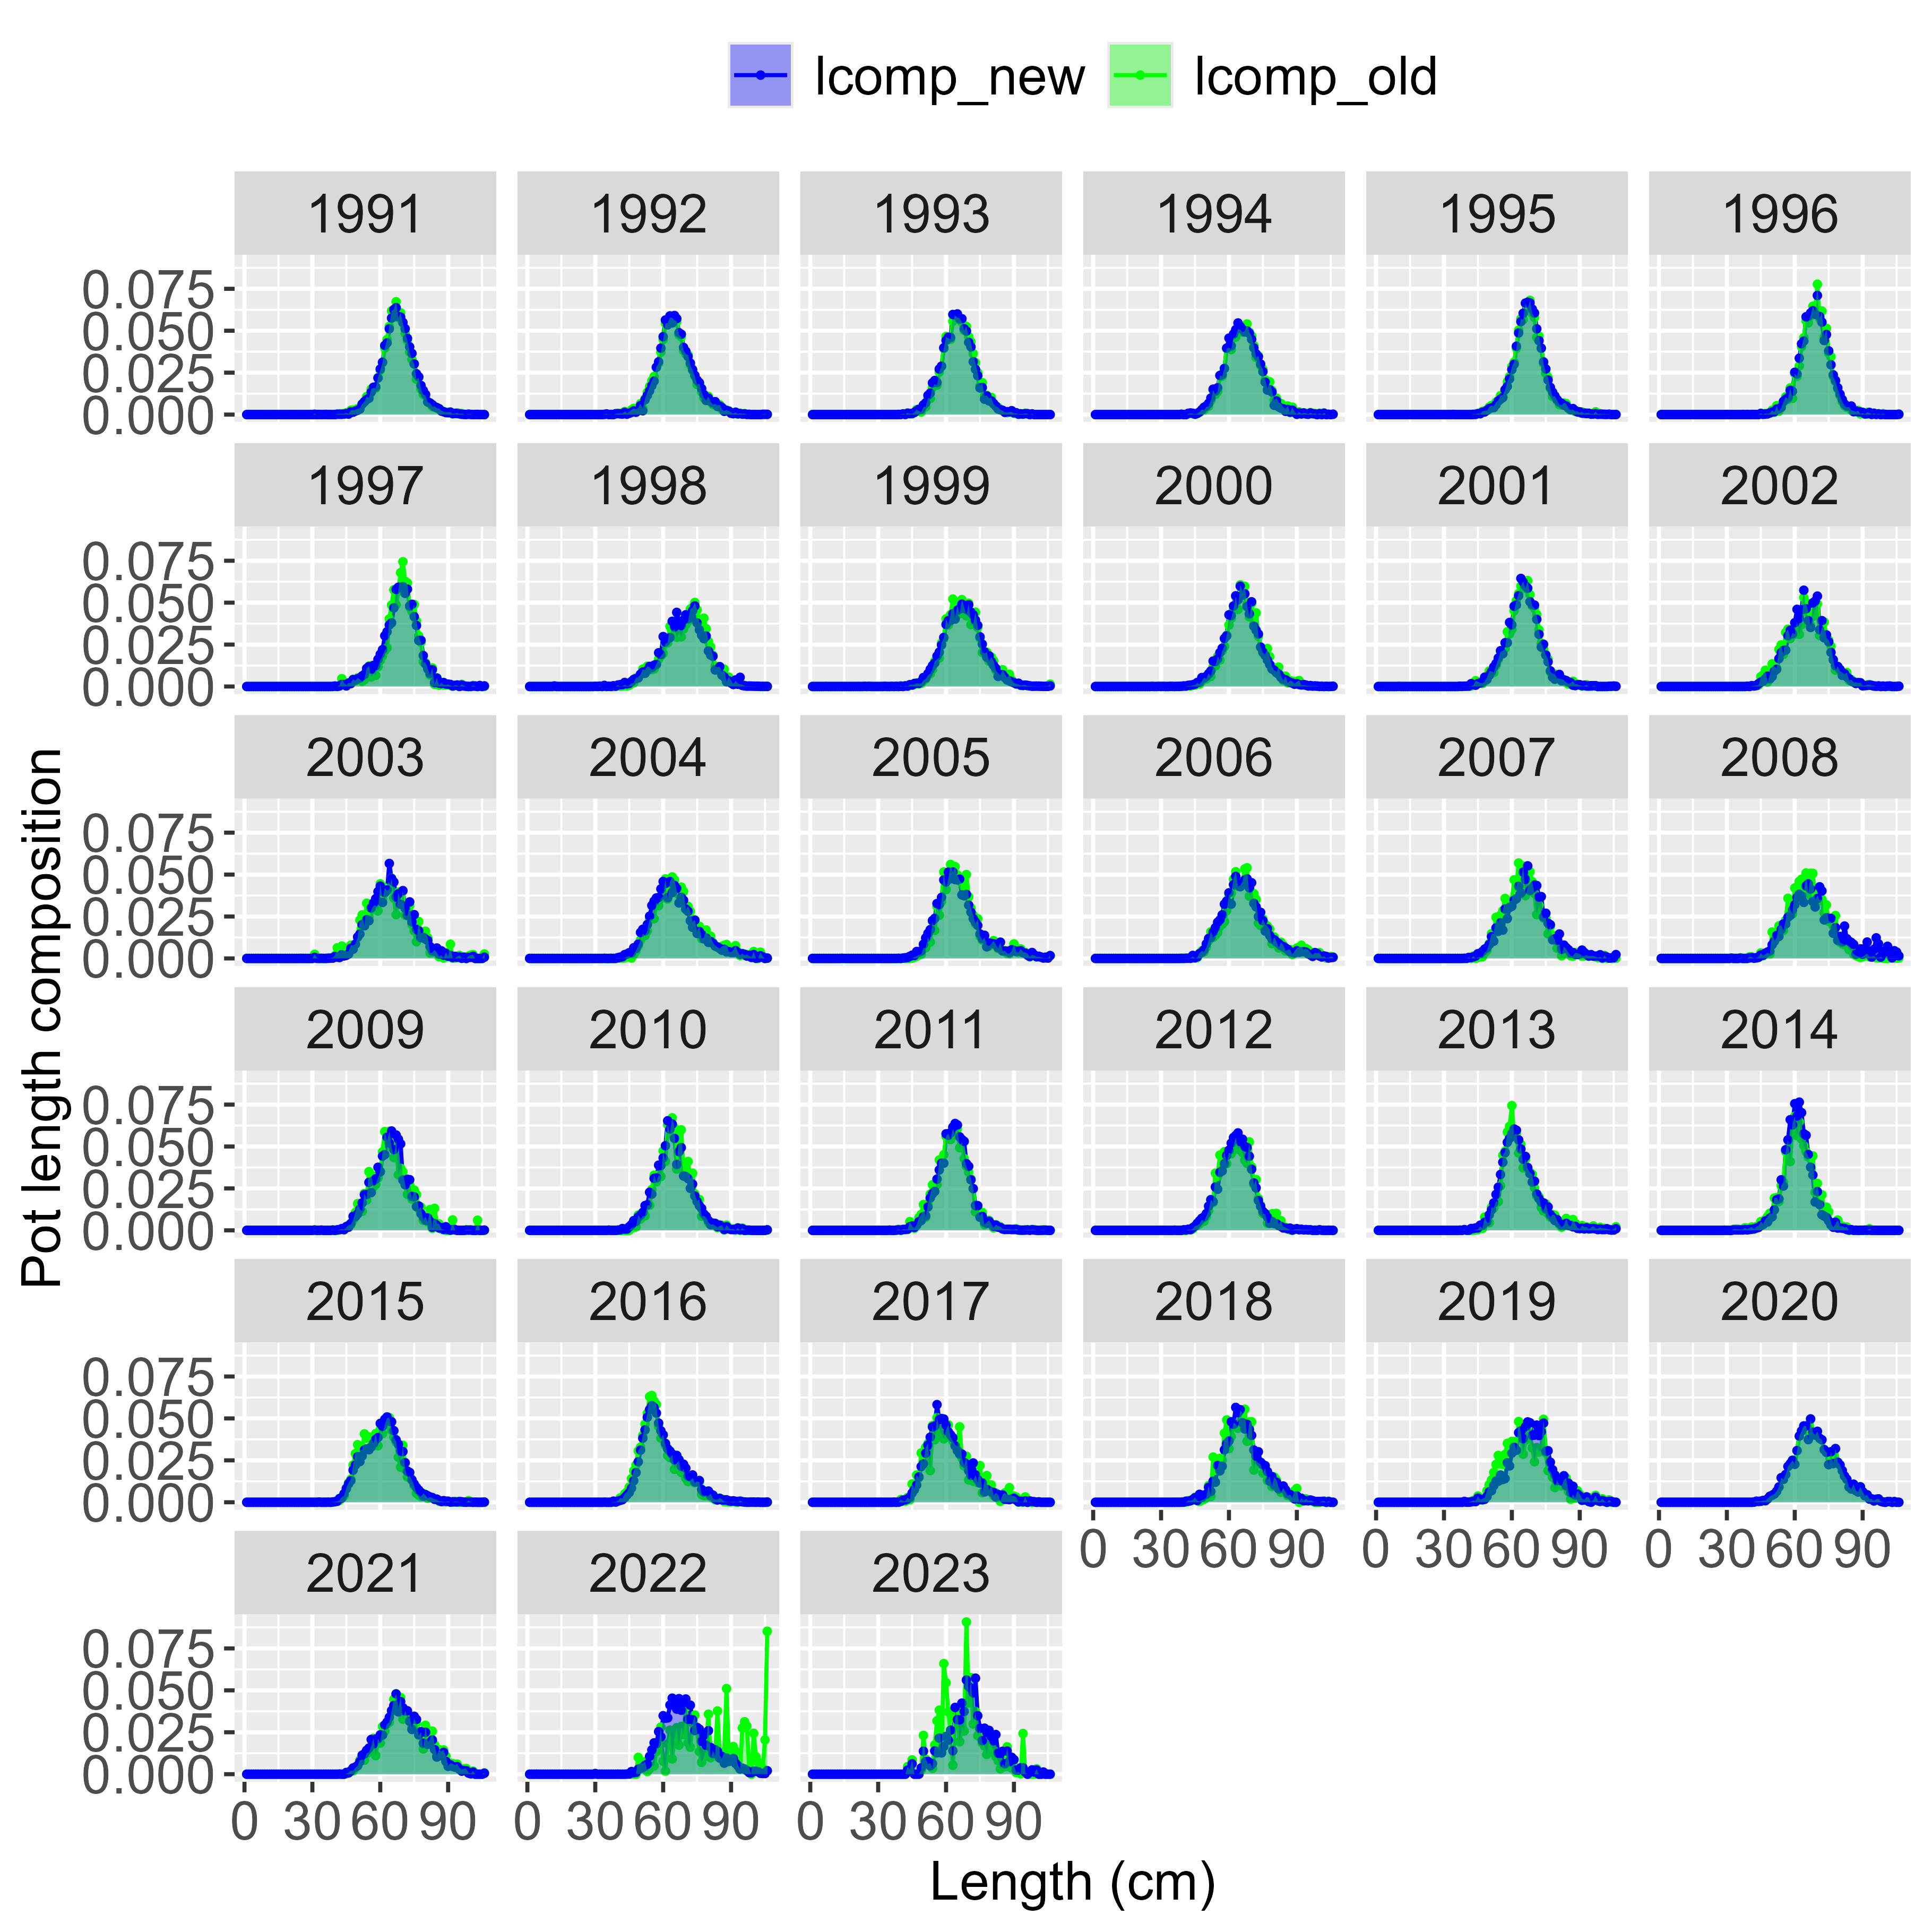 lcomp_new lcomp_old
1991 1992 1993 1994 1995 1996
0.075
0.050
0.025
0.000
1997 1998 1999 2000 2001 2002
0.075
0.050
0.025
0.000
2003 2004 2005 2006 2007 2008
0.075
0.050
0.025
0.000
2009 2010 2011 2012 2013 2014
0.075
0.050
0.025
0.000
2015 2016 2017 2018 2019 2020
0.075
0.050
0.025
0.000
0 30 60 90 0 30 60 90 0 30 60 90
2021 2022 2023
0.075
0.050
0.025
0.000
0 30 60 90 0 30 60 90 0 30 60 90
Length (cm)
Pot length composition